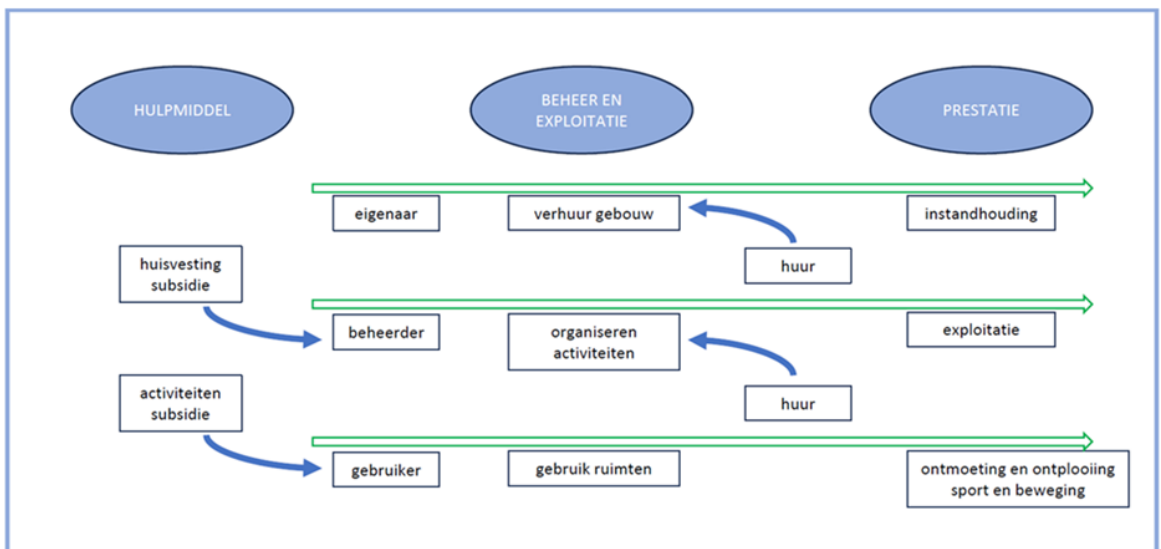 HULPMIDDEL
BEHEER EN
EXPLOITATIE
PRESTATIE
eigenaar
verhuur gebouw
instandhouding
huisvesting
subsidie
huur
beheerder
organiseren
activiteiten
exploitatie
activiteiten
subsidie
huur
gebruiker
gebruik ruimten
ontmoeting en ontplooiing
sport en beweging